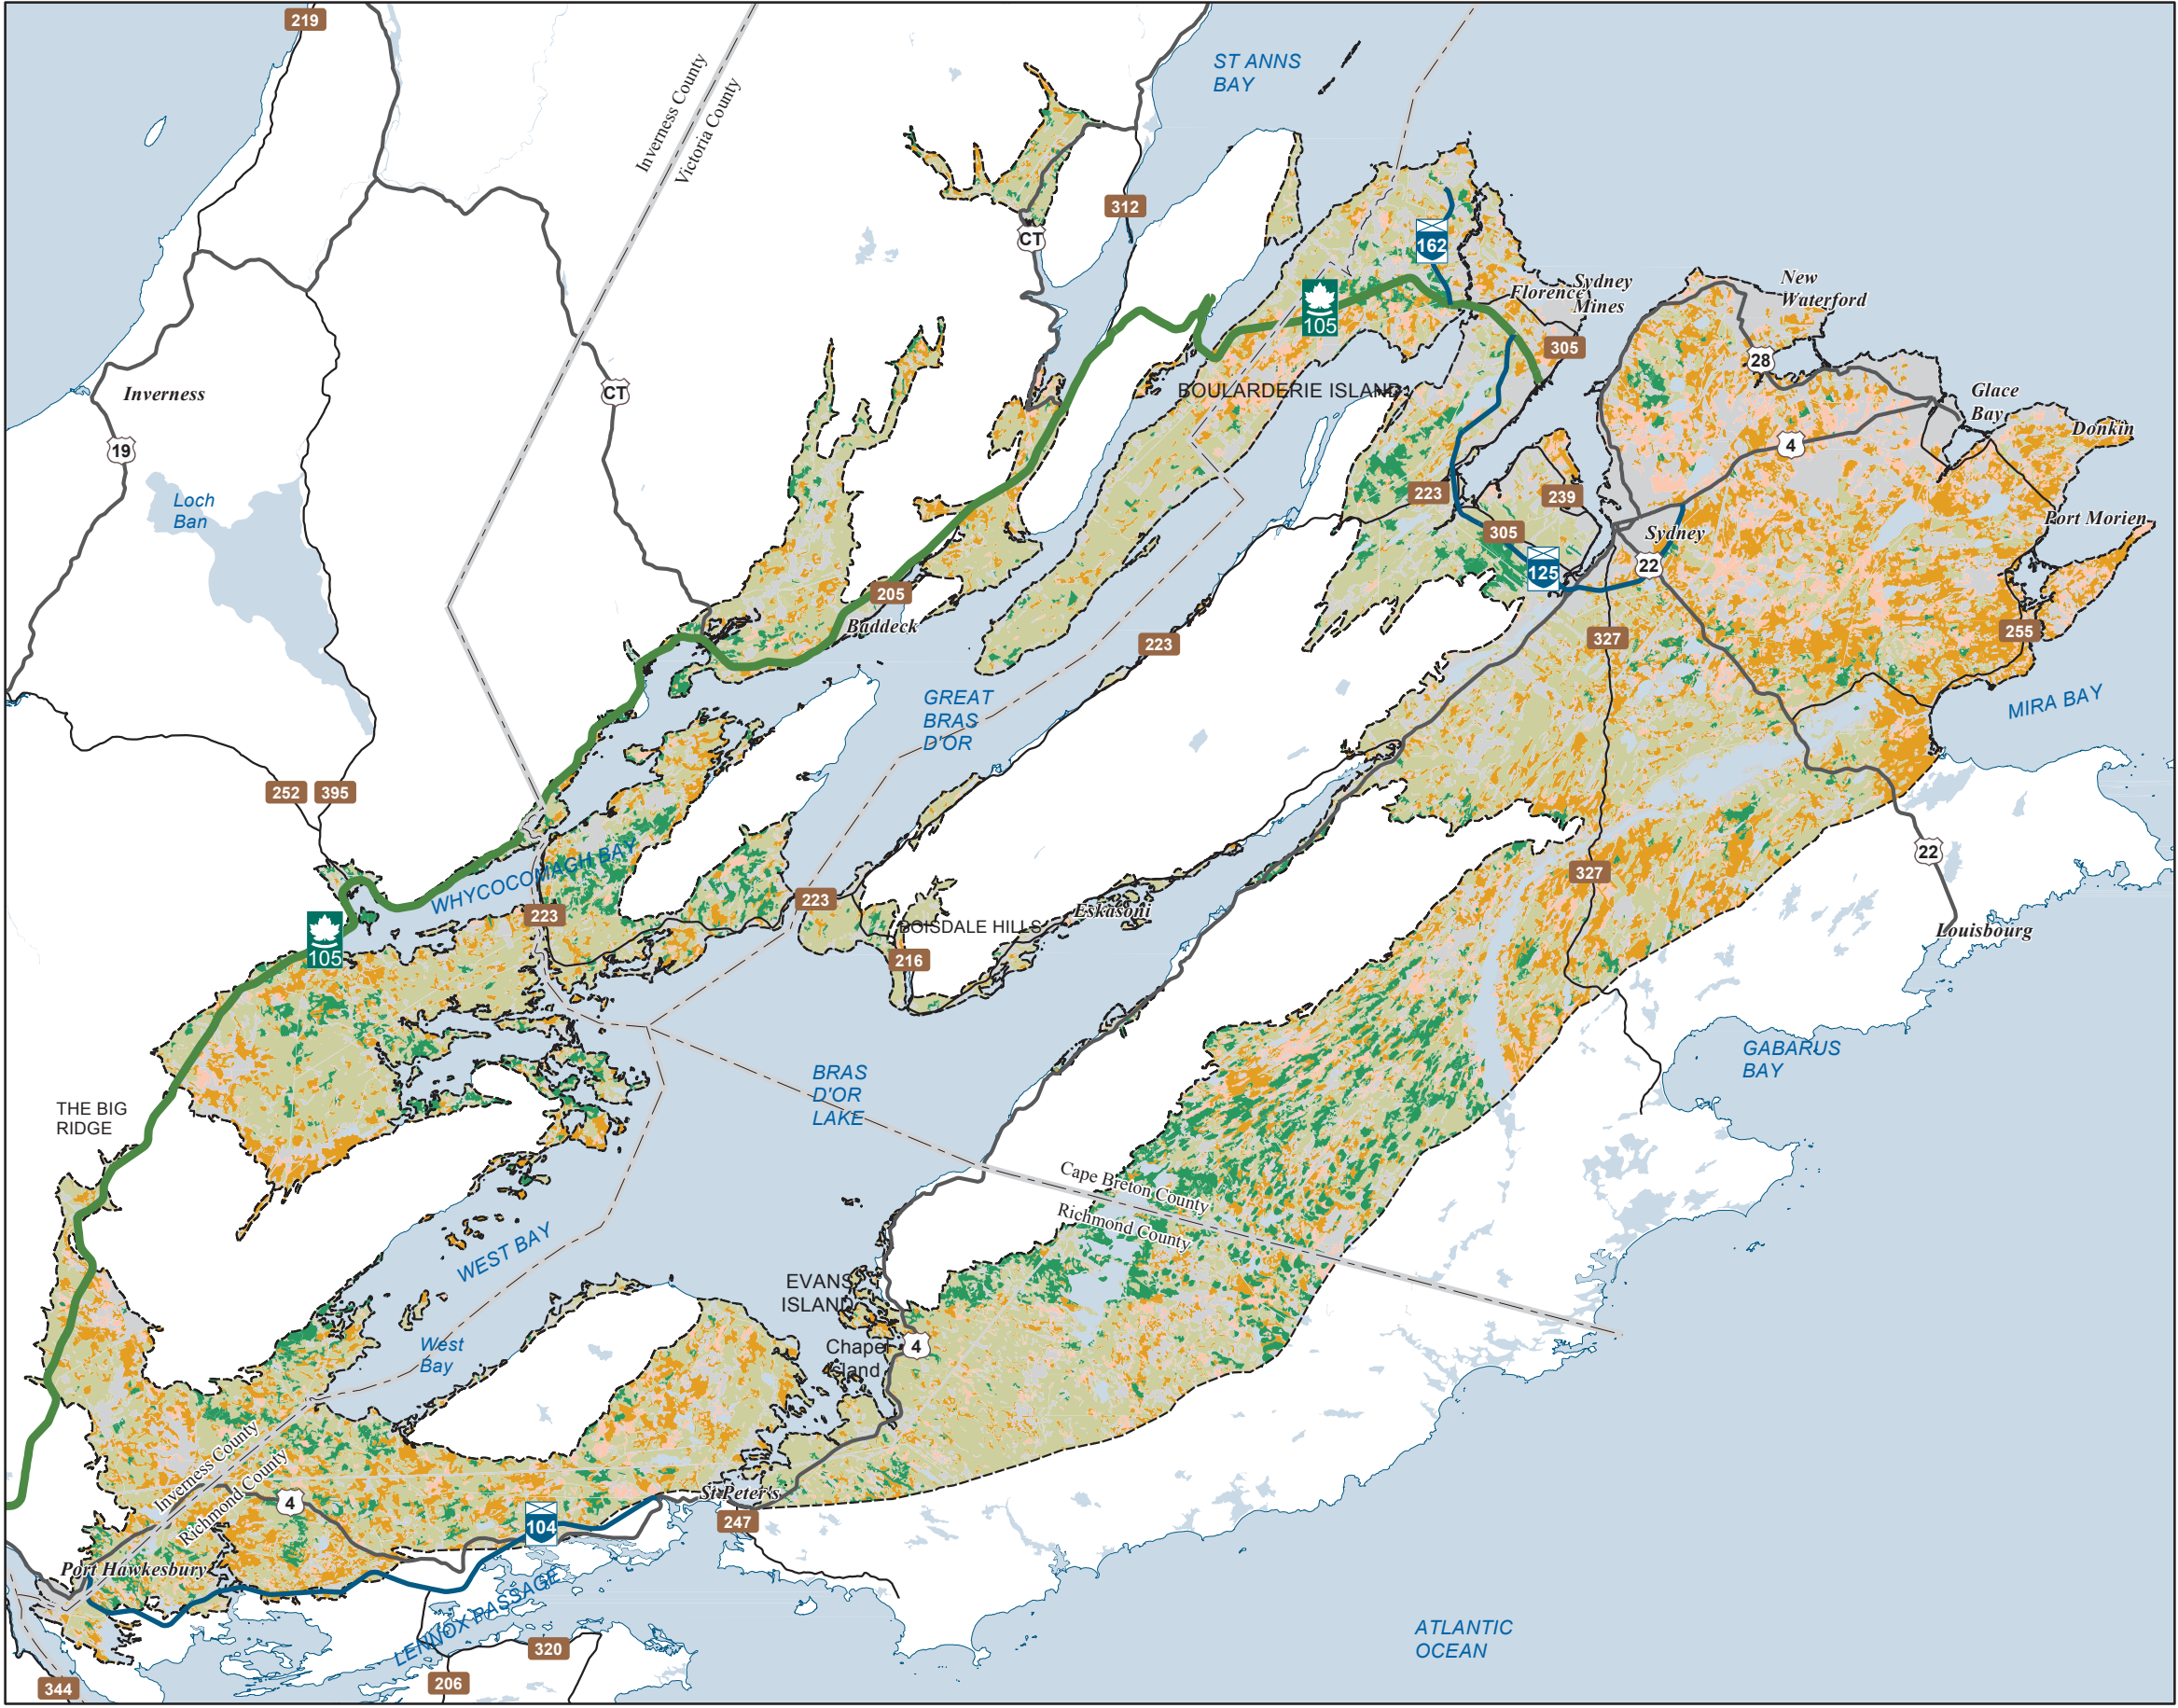 219
ST ANNS
BAY
Inverness County
Victoria County
312
CT
162
105
Florence
Sydney
Mines
New
Waterford
305
28
Inverness
CT
BOULARDERIE ISLAND
Glace
Bay
19
4
Donkin
Loch
Ban
223
239
305
Sydney
Port Morien
125
22
205
Baddeck
223
327
255
GREAT
BRAS
D'OR
MIRA BAY
252
395
WHYCOCOMAGH BAY
22
327
223
223
Eskasoni
BOISDALE HILLS
Louisbourg
105
216
GABARUS
BAY
BRAS
D'OR
LAKE
THE BIG
RIDGE
Cape Breton County
Richmond County
WEST BAY
EVANS
ISLAND
West
Bay
Chapel
Island
4
Inverness County
Richmond County
4
St Peter's
104
247
Port Hawkesbury
LENNOX PASSAGE
ATLANTIC
OCEAN
320
206
344